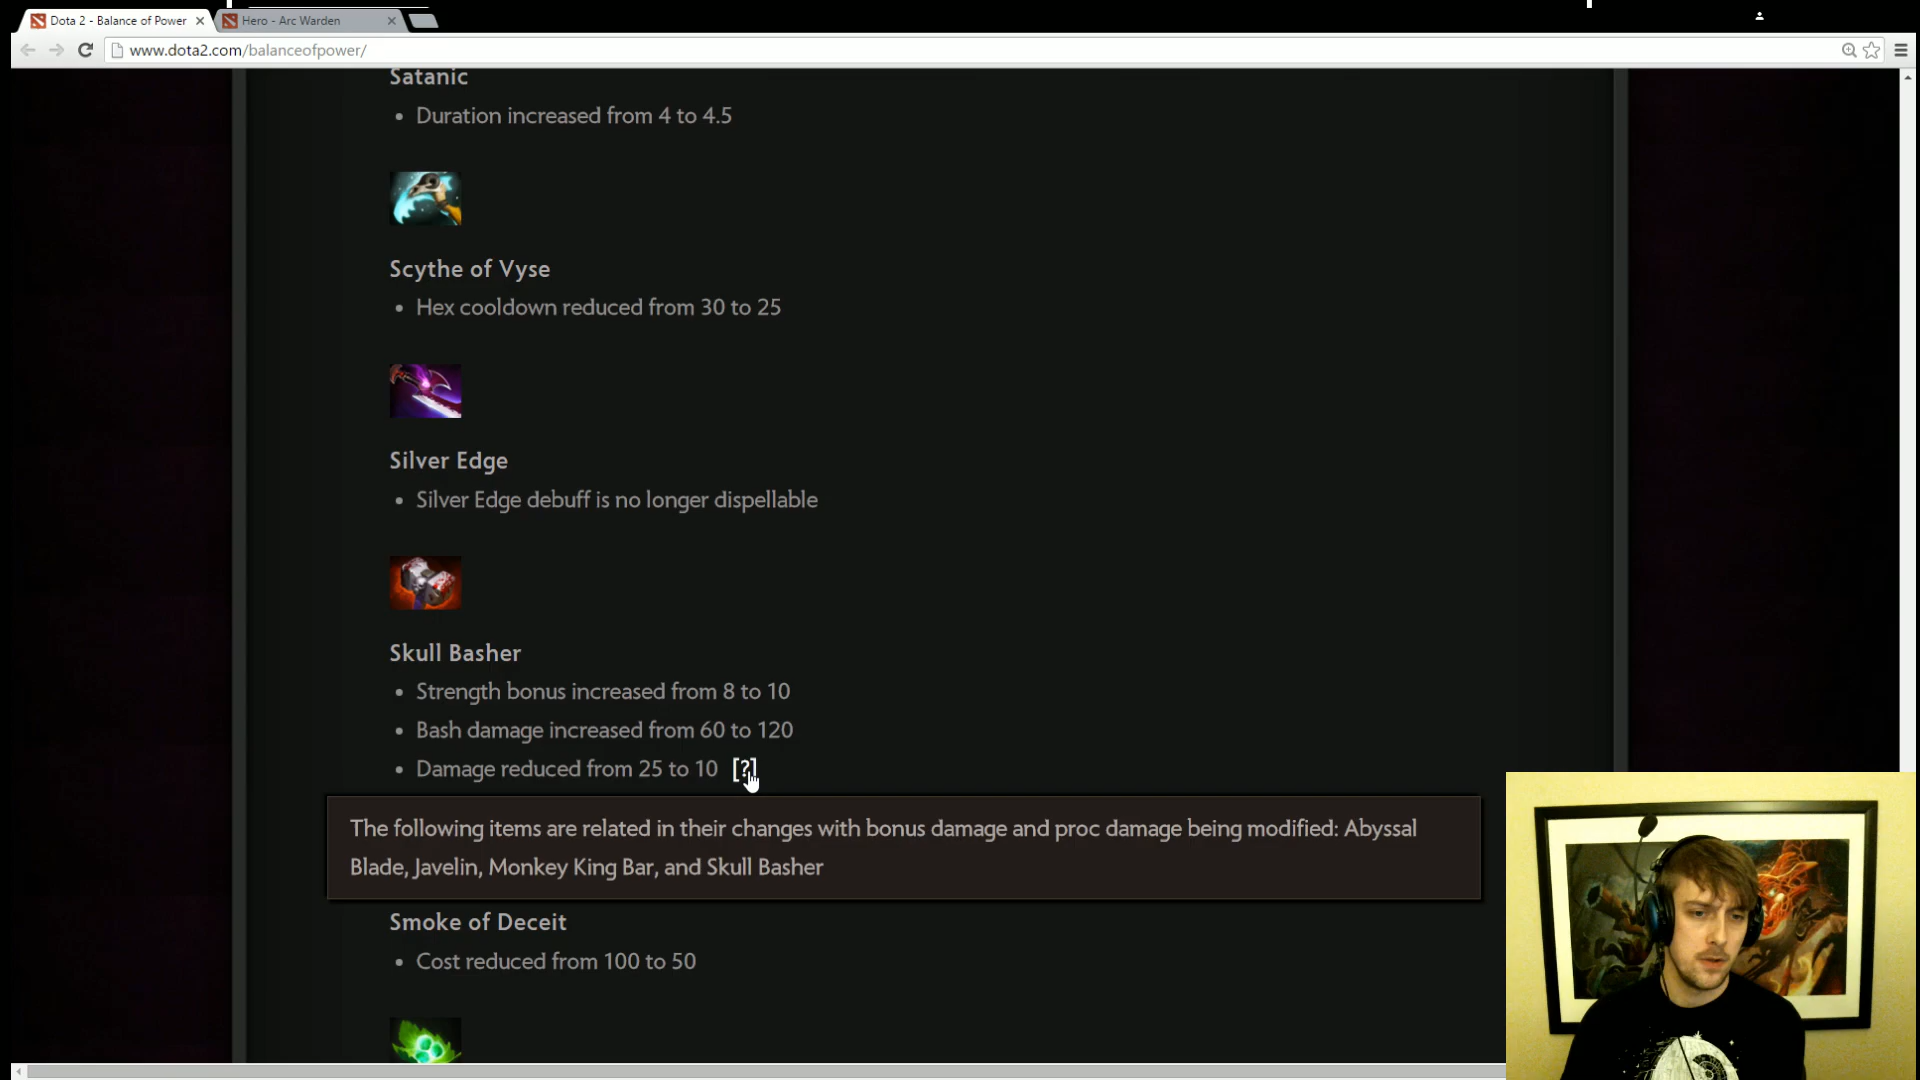 Dota 2 - Balance of Power
Hero - Arc Warden
www.dota2.com/balanceofpower/
Satanic
Duration increased from 4 to 4.5
Scythe of Vyse
Hex cooldown reduced from 30 to 25
Silver Edge
Silver Edge debuff is no longer dispellable
Skull Basher
Strength bonus increased from 8 to 10
Bash damage increased from 60 to 120
Damage reduced from 25 to 10 [?]
The following items are related in their changes with bonus damage and proc damage being modified: Abyssal
Blade, Javelin, Monkey King Bar, and Skull Basher
Smoke of Deceit
Cost reduced from 100 to 50